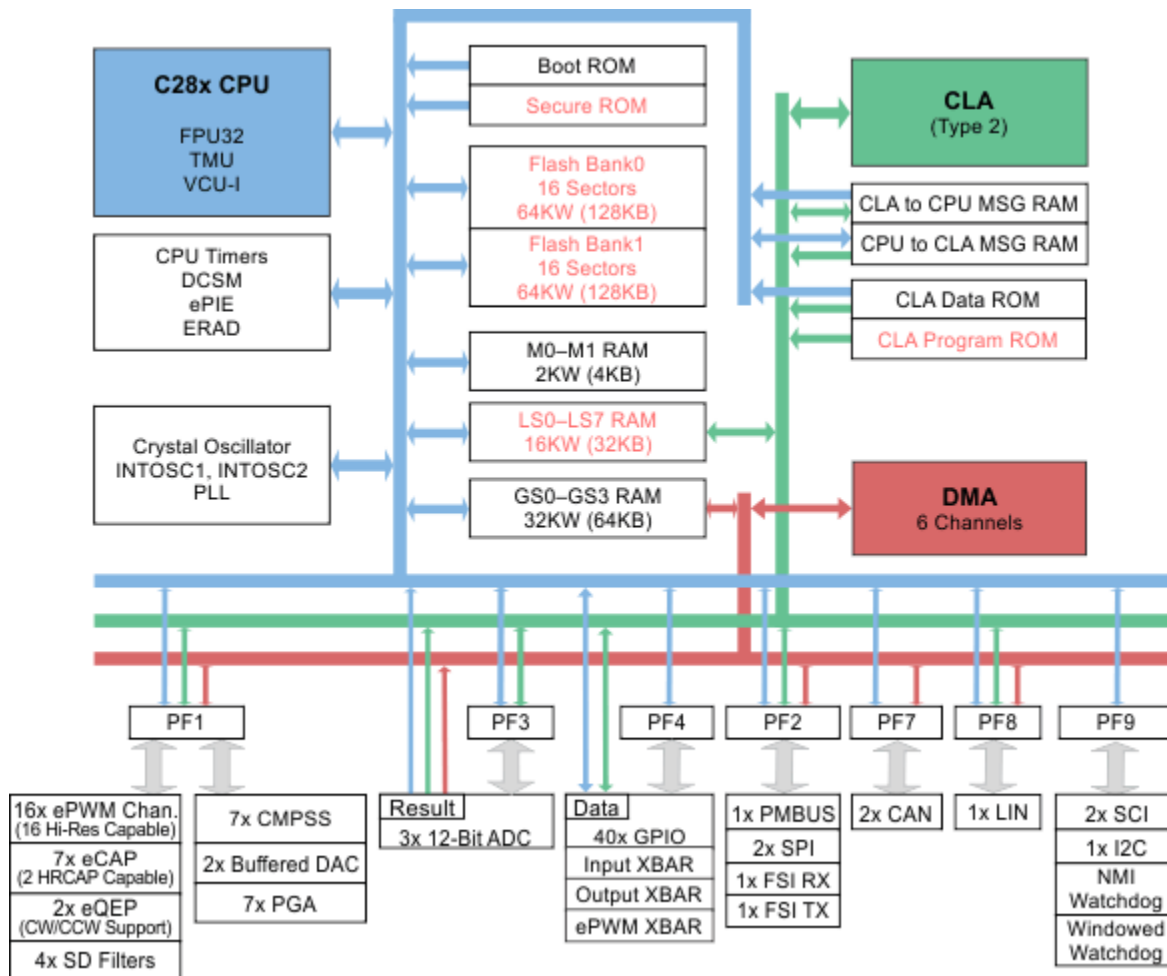 C28x CPU
FPU32
TMU
VCU-I
CPU Timers
DCSM
ePIE
ERAD
Crystal Oscillator
INTOSC1, INTOSC2
PLL
Boot ROM
Secure ROM
Flash Bank0
16 Sectors
64KW (128KB)
Flash Bank1
16 Sectors
64KW (128KB)
M0–M1 RAM
2KW (4KB)
LS0–LS7 RAM
16KW (32KB)
GS0–GS3 RAM
32KW (64KB)
CLA
(Type 2)
CLA to CPU MSG RAM
CPU to CLA MSG RAM
CLA Data ROM
CLA Program ROM
DMA
6 Channels
PF1
PF3
PF4
PF2
PF7
PF8
PF9
16x ePWM Chan.
(16 Hi-Res Capable)
7x eCAP
(2 HRCAP Capable)
2x eQEP
(CW/CCW Support)
4x SD Filters
7x CMPSS
2x Buffered DAC
7x PGA
Result
3x 12-Bit ADC
Data
40x GPIO
Input XBAR
Output XBAR
ePWM XBAR
1x PMBUS
2x SPI
1x FSI RX
1x FSI TX
2x CAN
1x LIN
2x SCI
1x I2C
NMI
Watchdog
Windowed
Watchdog